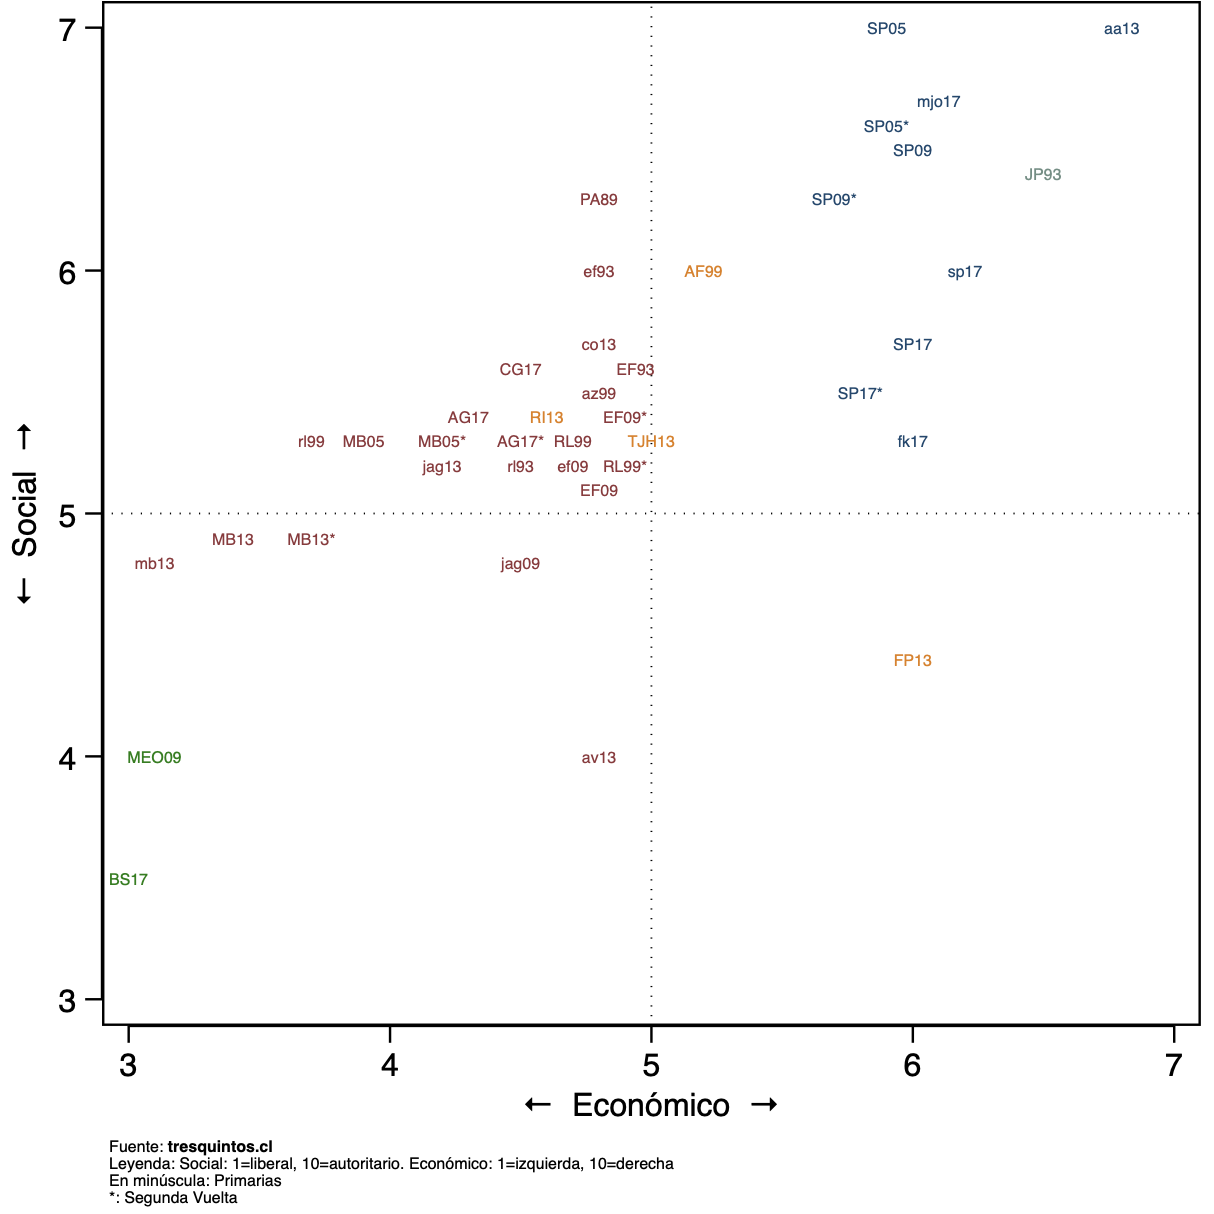 7
SP05 aa13
mjo17
SP05*
SP09
JP93
PA89 SP09*
6
ef93 AF99 sp17
co13 SP17
CG17 EF93
az99 SP17*
AG17 RI13 EF09*
rl99 MB05 MB05* AG17* RL99 TJH13 fk17
jag13 rl93 ef09 RL99*
EF09
5
MB13 MB13*
mb13 jag09
FP13
4
MEO09 av13
BS17
3
← Social →
3 4 5 6 7
← Económico →
Fuente: tresquintos.cl
Leyenda: Social: 1=liberal, 10=autoritario. Económico: 1=izquierda, 10=derecha
En minúscula: Primarias
*: Segunda Vuelta